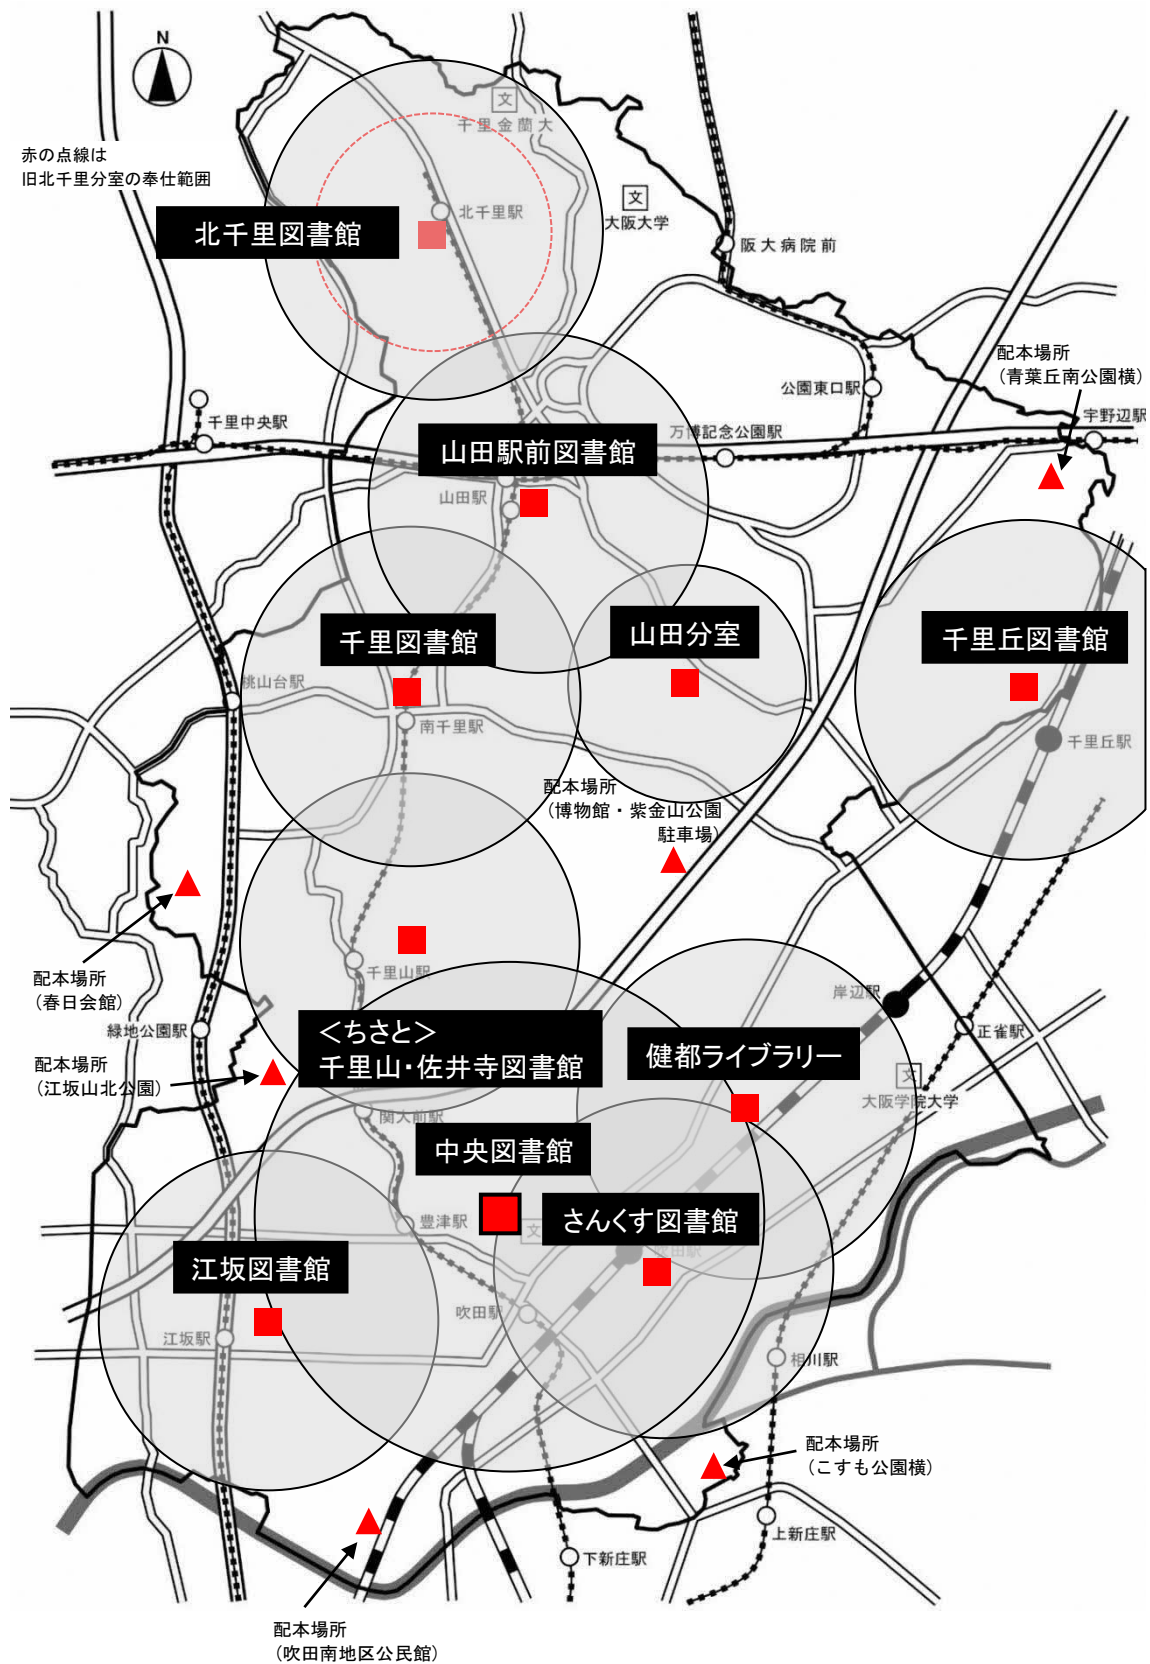 N
文
千里金蘭大
赤の点線は
旧北千里分室の奉仕範囲
文
大阪大学
北千里駅
北千里図書館
阪大病院前
配本場所
（青葉丘南公園横）
公園東口駅
宇野辺駅
千里中央駅
万博記念公園駅
山田駅前図書館
山田駅
千里図書館
山田分室
千里丘図書館
桃山台駅
南千里駅
千里丘駅
配本場所
（博物館・紫金山公園
駐車場）
配本場所
（春日会館）
千里山駅
岸辺駅
緑地公園駅
正雀駅
＜ちさと＞
千里山・佐井寺図書館
健都ライブラリー
配本場所
（江坂山北公園）
文
大阪学院大学
関大前駅
中央図書館
豊津駅
文
さんくす図書館
吹田駅
江坂図書館
吹田駅
江坂駅
相川駅
配本場所
（こすも公園横）
上新庄駅
下新庄駅
配本場所
（吹田南地区公民館）